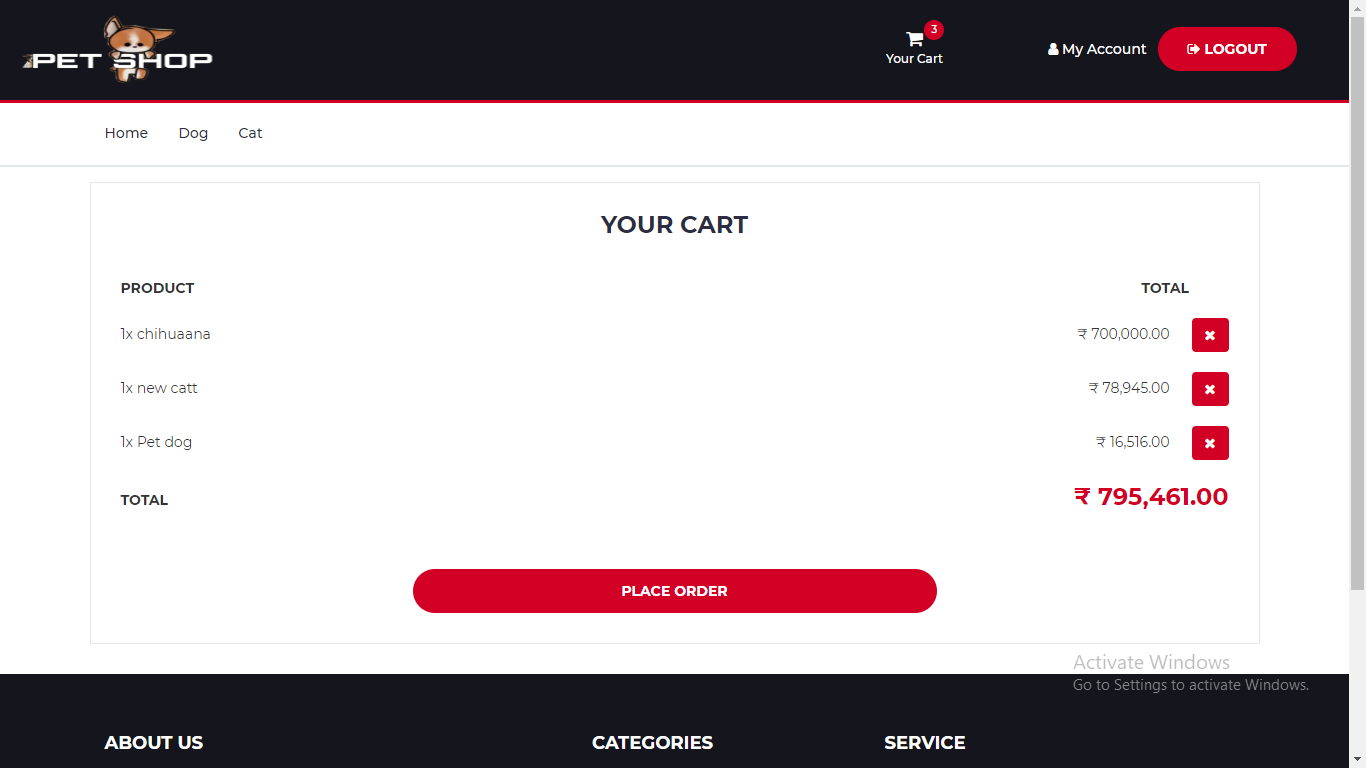 PET SHOP
3
Your Cart
My Account
LOGOUT
Home Dog Cat
YOUR CART
PRODUCT TOTAL
1x chihuaana ₹ 700,000.00
1x new catt ₹ 78,945.00
1x Pet dog ₹ 16,516.00
TOTAL ₹ 795,461.00
PLACE ORDER
Activate Windows
Go to Settings to activate Windows.
ABOUT US CATEGORIES SERVICE